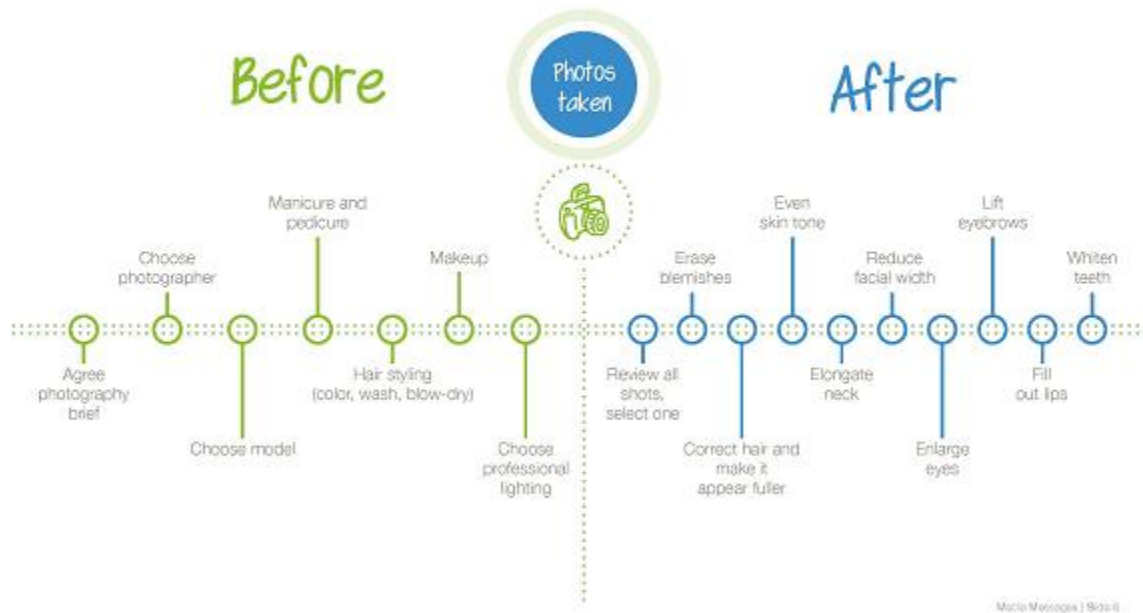 Before
Photos
taken
After
Agree
photography
brief
Choose
photographer
Choose model
Manicure and
pedicure
Hair styling
(color, wash, blow-dry)
Makeup
Choose
professional
lighting
Review all
shots,
select one
Erase
blemishes
Correct hair and
make it
appear fuller
Even
skin tone
Elongate
neck
Reduce
facial width
Enlarge
eyes
Lift
eyebrows
Fill
out lips
Whiten
teeth
Media Messages |